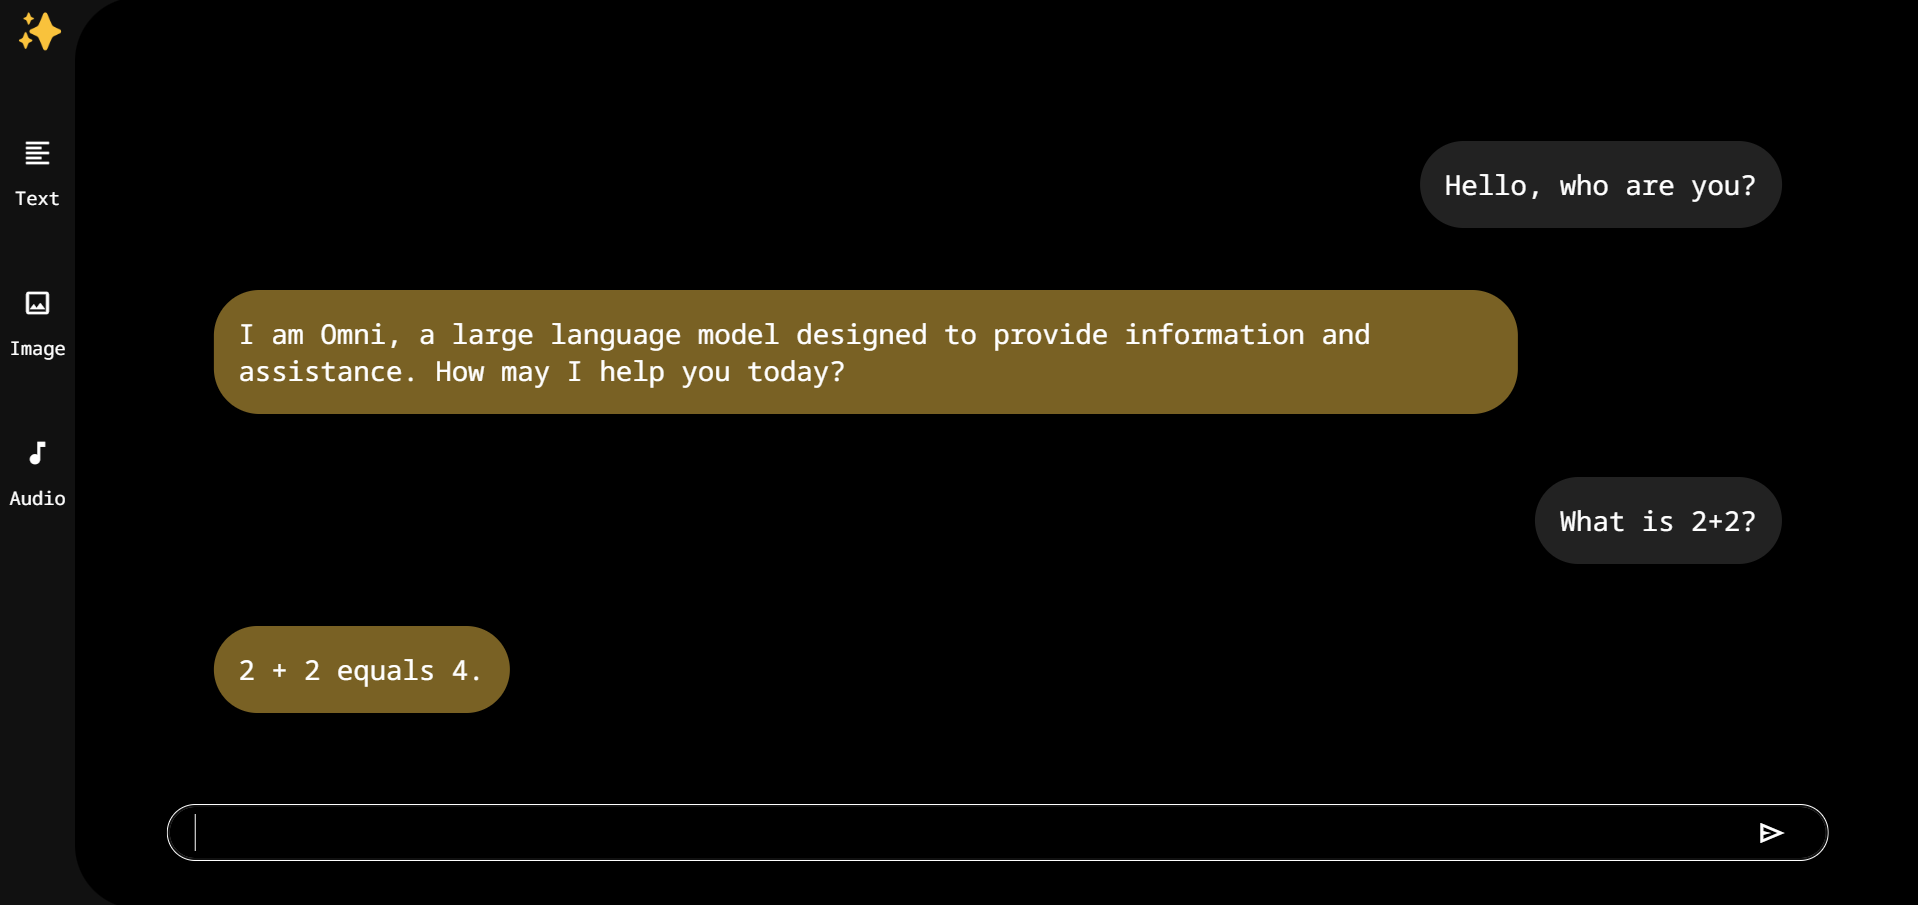 Text
Image
Audio
Hello, who are you?
I am Omni, a large language model designed to provide information and
assistance. How may I help you today?
What is 2+2?
2 + 2 equals 4.